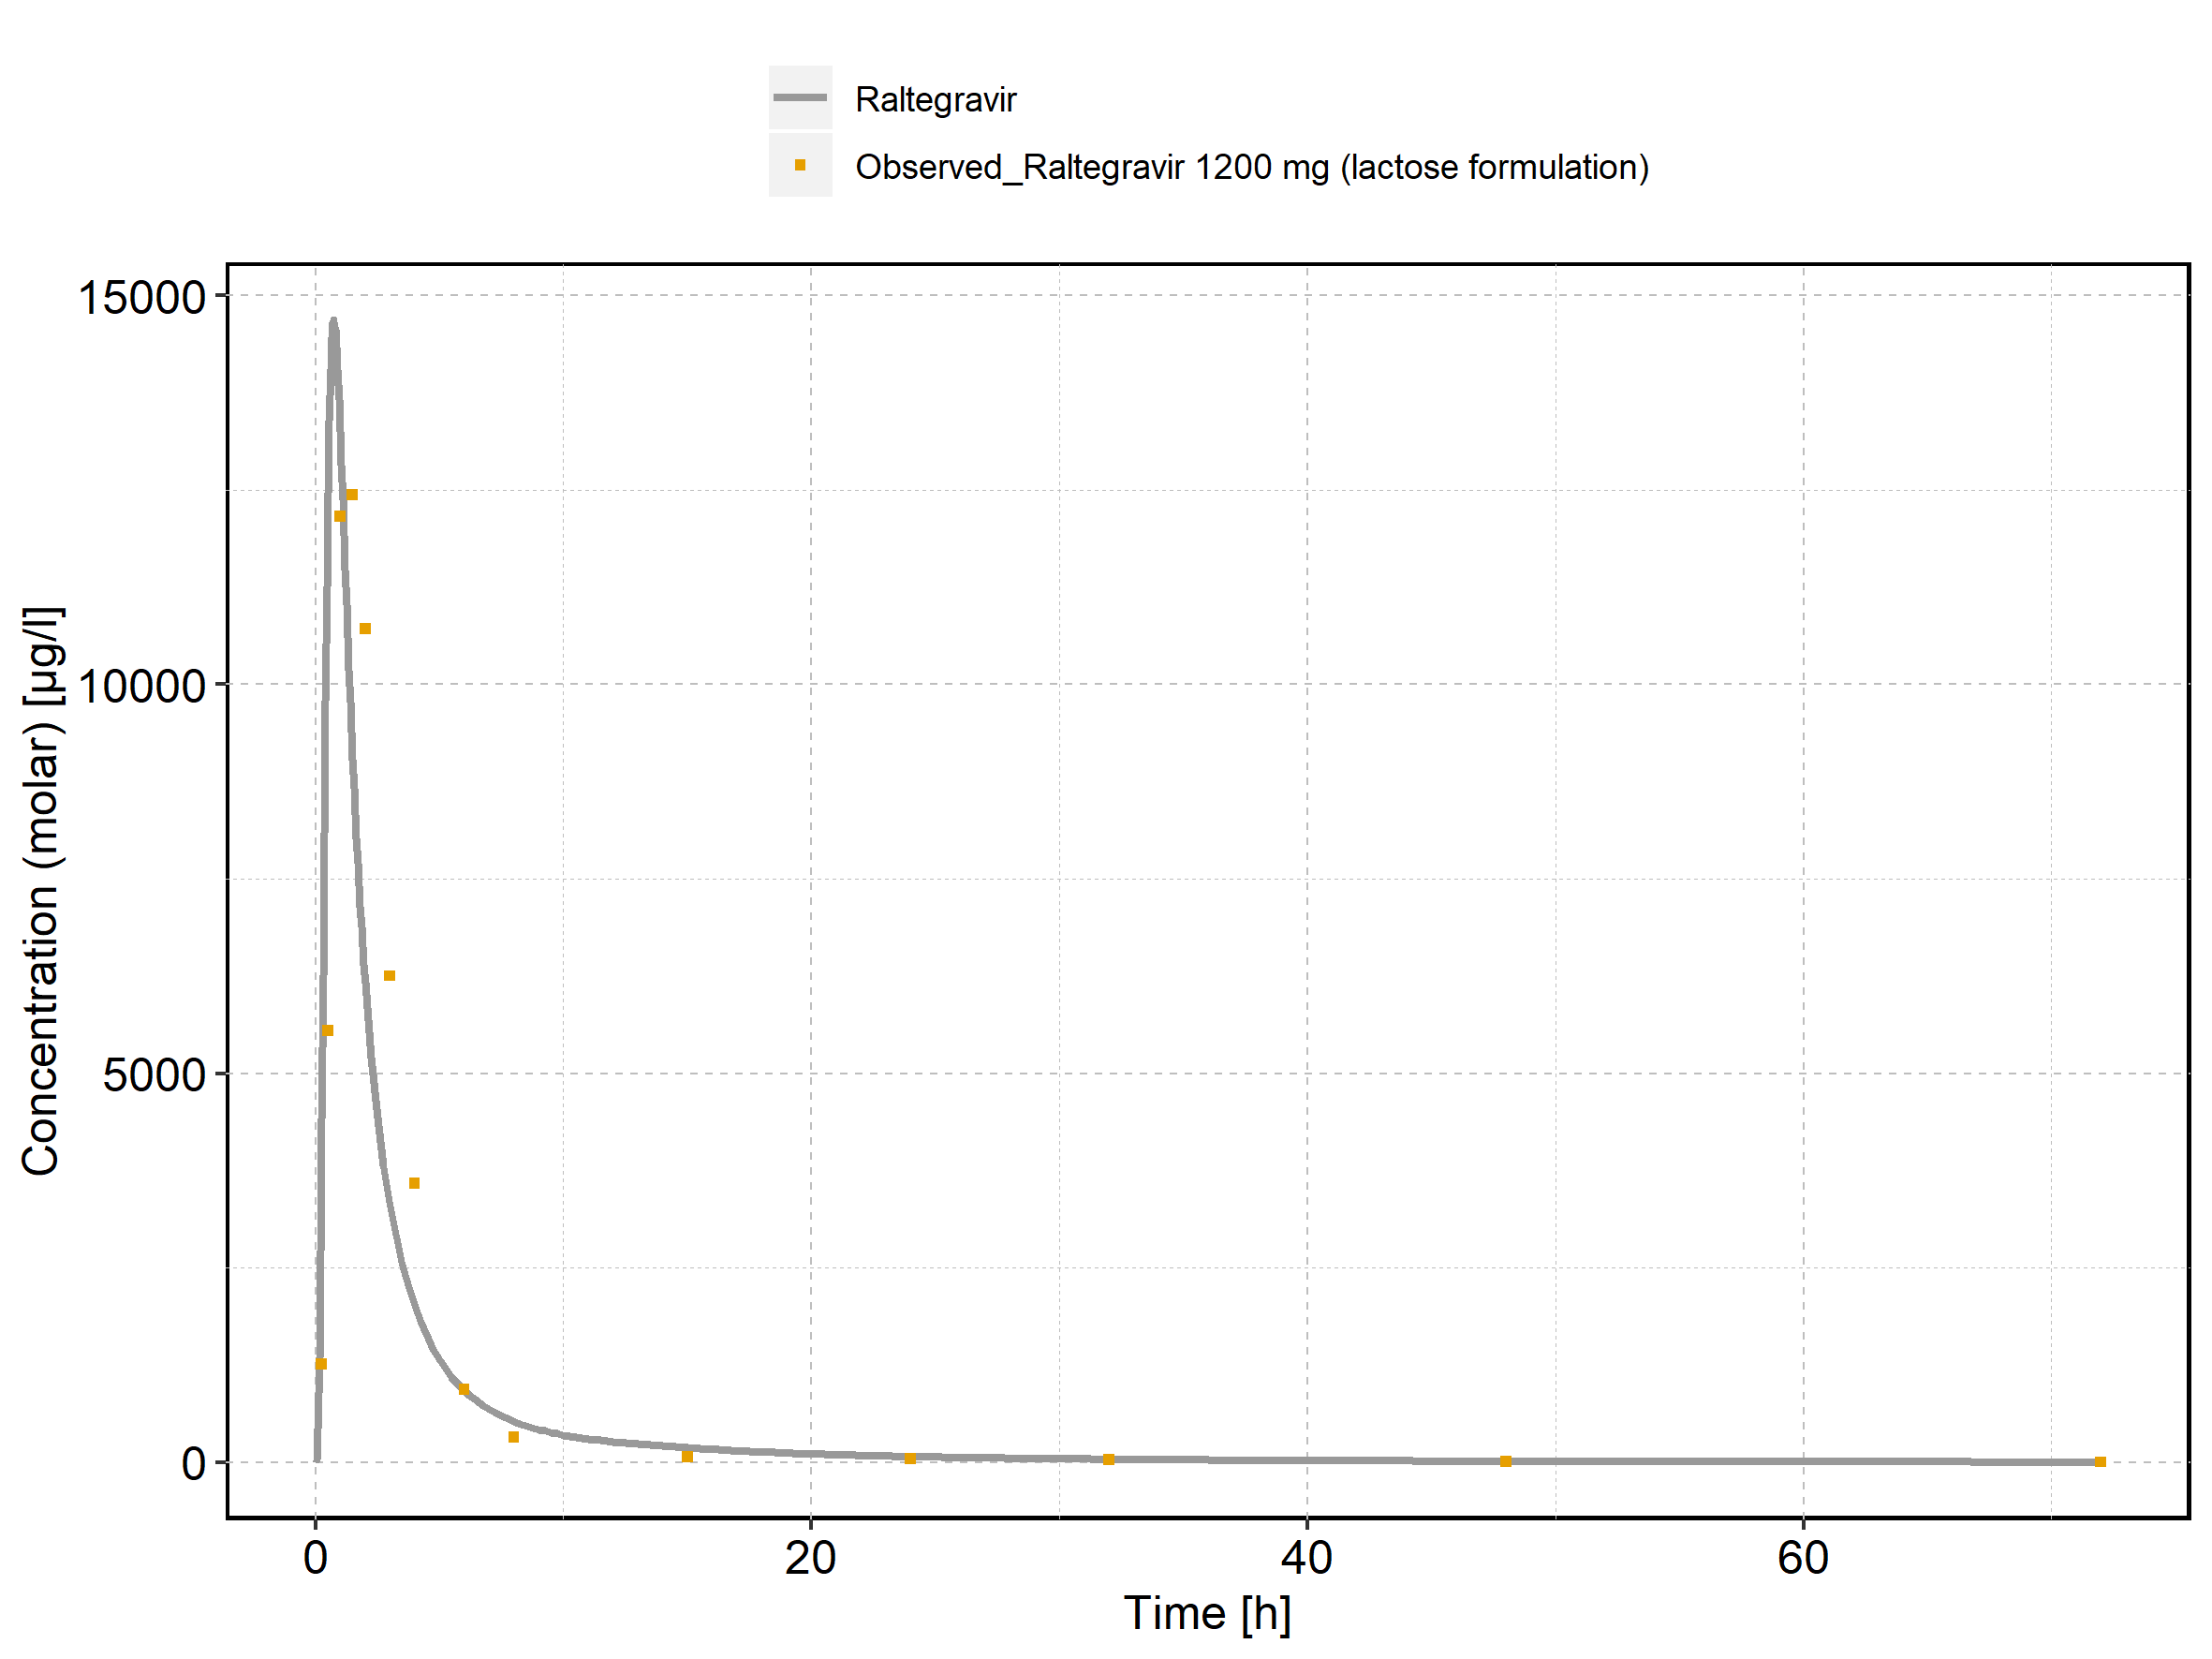 Raltegravir
Observed_Raltegravir 1200 mg (lactose formulation)
15000
10000
5000
0
Concentration (molar) [µg/l]
0 20 40 60
Time [h]